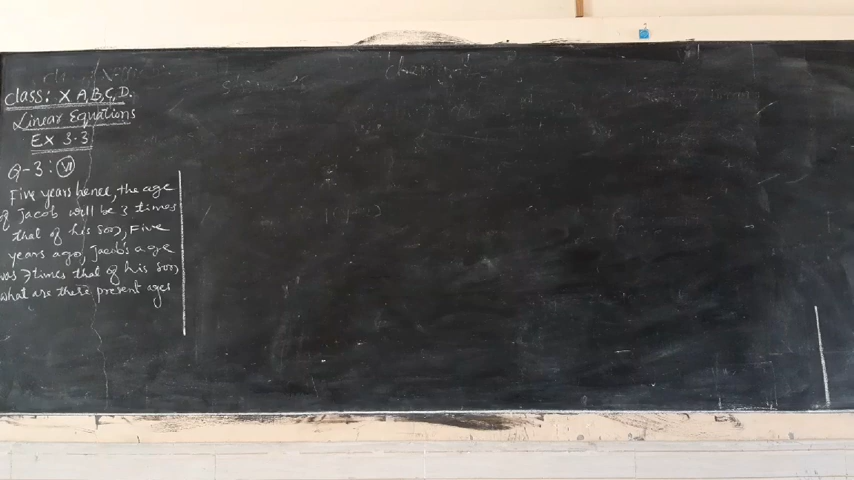 class: X A,B,C,D.
Linear Equations
EX 3.3
Q-3: (VI)
Five years hence, the age
of Jacob will be 3 times
that of his son, Five
years ago, Jacob's age
was 7 times that of his son
what are these present ages